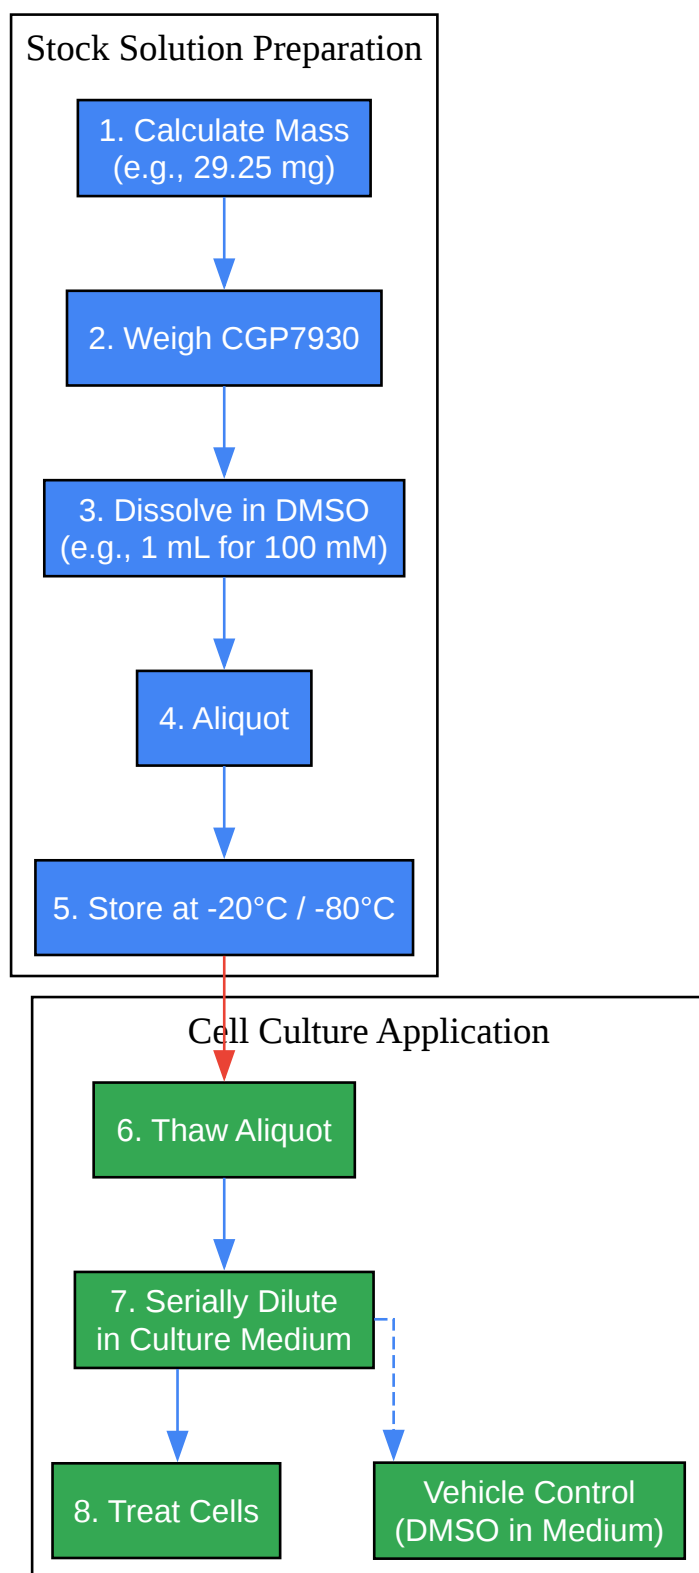 Stock Solution Preparation
1. Calculate Mass
(e.g., 29.25 mg)
2. Weigh CGP7930
3. Dissolve in DMSO
(e.g., 1 mL for 100 mM)
4. Aliquot
5. Store at -20°C / -80°C
Cell Culture Application
6. Thaw Aliquot
7. Serially Dilute
in Culture Medium
8. Treat Cells
Vehicle Control
(DMSO in Medium)